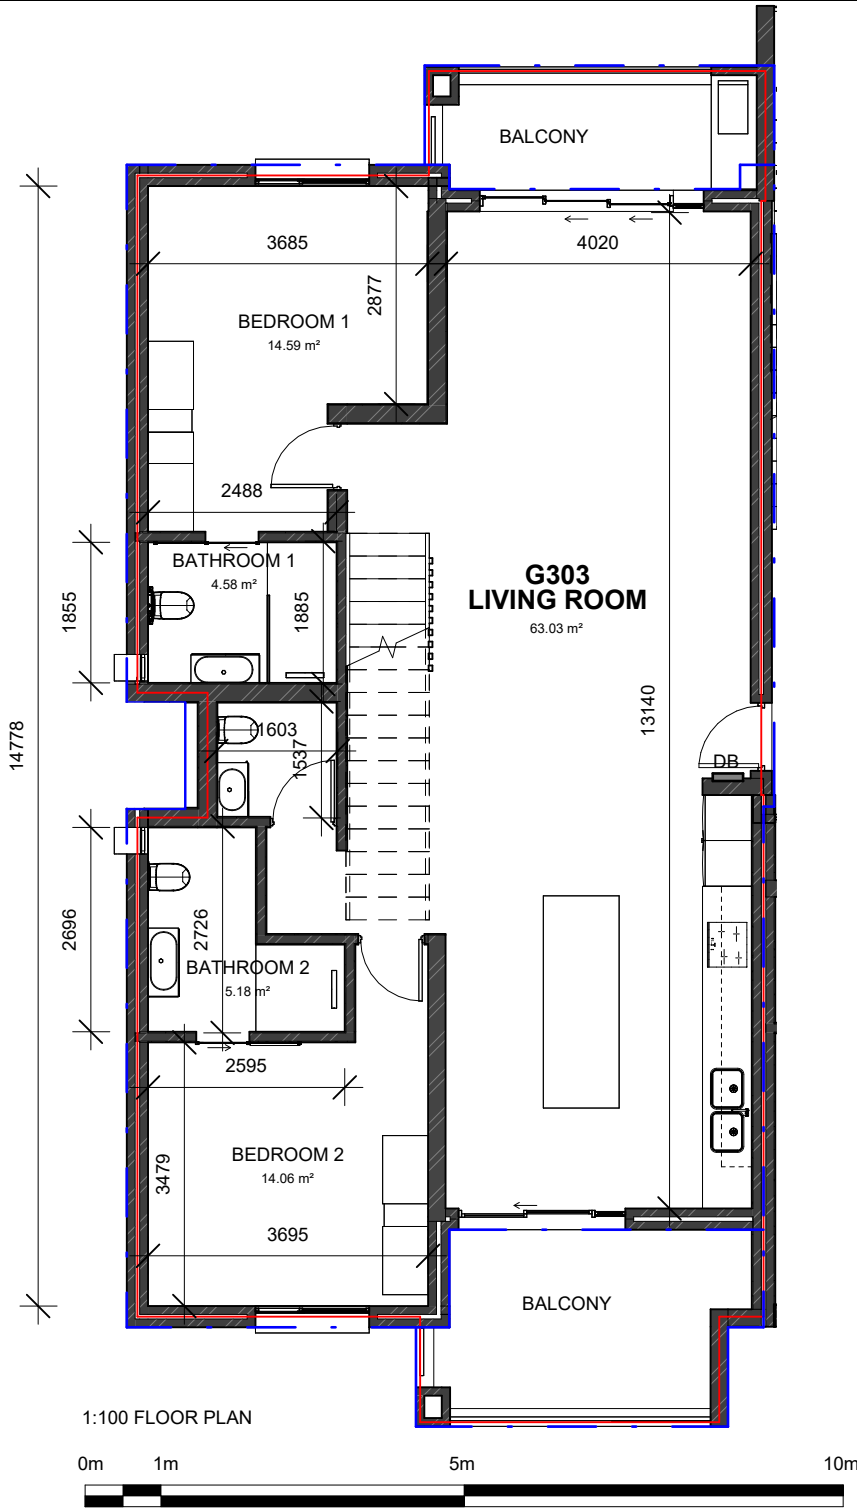 BALCONY
3685
4020
2877
BEDROOM 1
14.59 m²
2488
BATHROOM 1
4.58 m²
1855
1885
G303
LIVING ROOM
63.03 m²
14778
13140
1603
1537
DB
2696
2726
BATHROOM 2
5.18 m²
2595
3479
BEDROOM 2
14.06 m²
3695
BALCONY
1:100 FLOOR PLAN
0m 1m 5m 10m